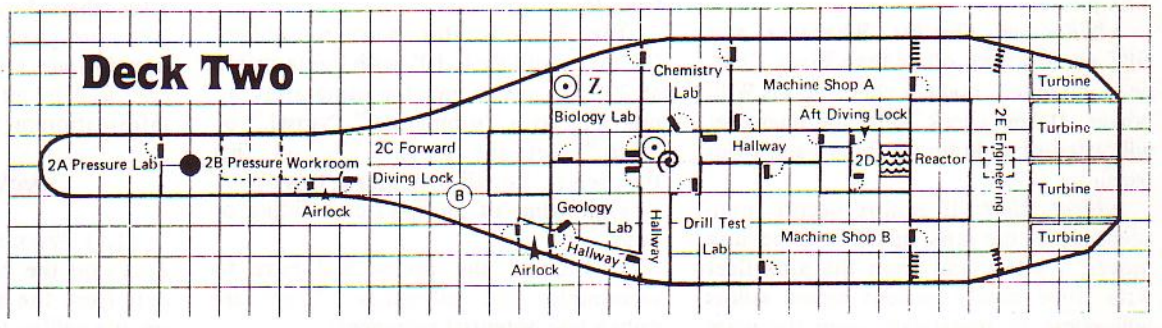 Deck Two
2A Pressure Lab
2B Pressure Workroom
Airlock
2C Forward
Diving Lock
B
Z
Biology Lab
Geology
Lab
Airlock
Hallway
Hallway
Chemistry
Lab
Hallway
Drill Test
Lab
Machine Shop A
Aft Diving Lock
2D
Machine Shop B
Reactor
2E Engineering
Turbine
Turbine
Turbine
Turbine